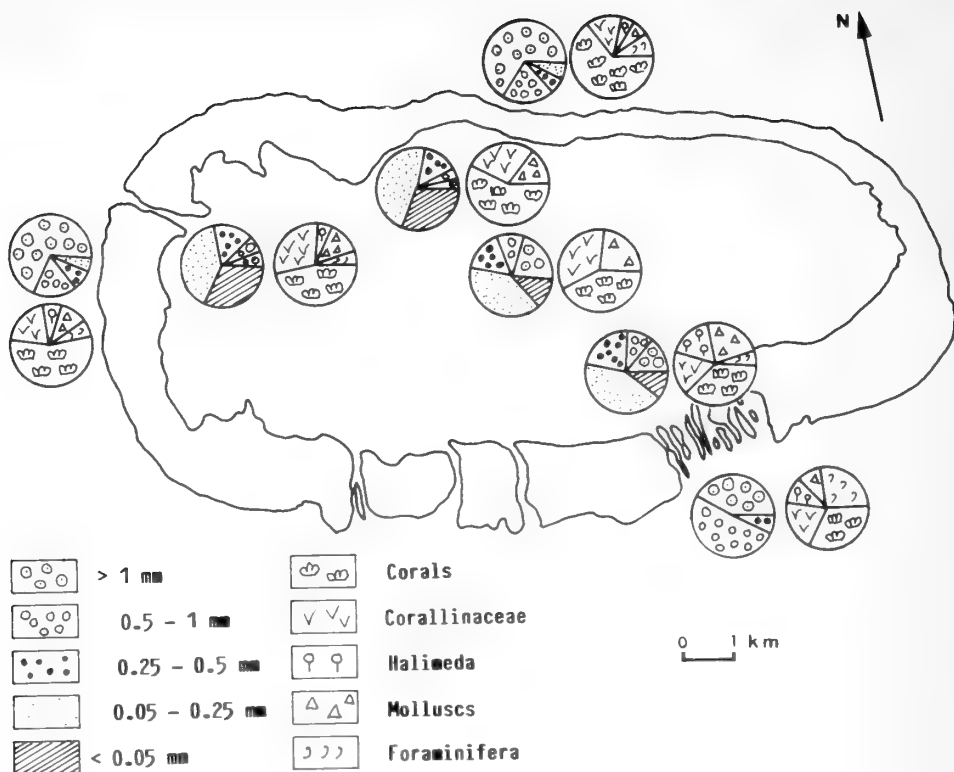 N
> 1 mm
0.5 - 1 mm
0.25 - 0.5 mm
0.05 - 0.25 mm
< 0.05 mm
Corals
Corallinaceae
Halimeda
Molluscs
Foraminifera
0 1 km